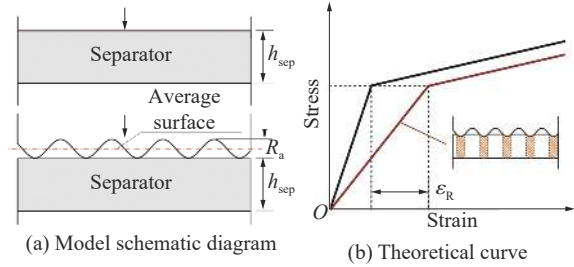 Separator
h_sep
Average
surface
R_a
Separator
h_sep
(a) Model schematic diagram
Stress
ε_R
O
Strain
(b) Theoretical curve